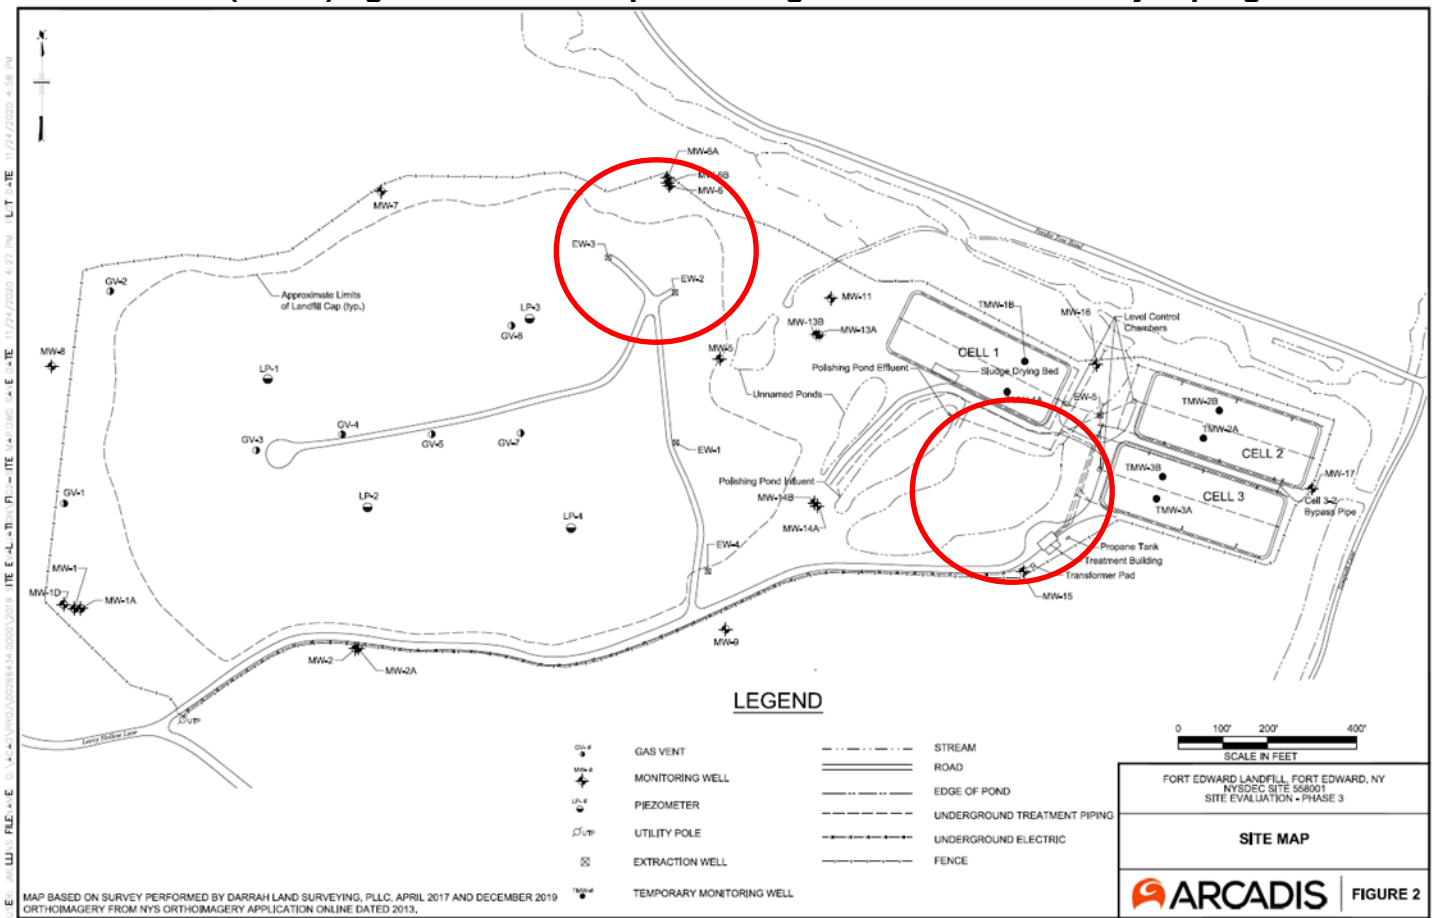 MW-6A
MW-6B
MW-6
MW-7
EW-3
EW-2
GV-2
Approximate Limits
of Landfill Cap (typ.)
LP-3
GV-6
MW-11
TMW-1B
MW-16
Level Control
Chambers
MW-13B
MW-13A
MW-8
MW-5
CELL 1
Polishing Pond Effluent
Sludge Drying Bed
LP-1
Unnamed Ponds
EW-5
TMW-2B
GV-4
GV-3
GV-5
GV-7
TMW-2A
EW-1
CELL 2
TMW-3B
MW-17
Polishing Pond Influent
GV-1
LP-2
MW-14B
CELL 3
Cell 3-2
Bypass Pipe
TMW-3A
LP-4
MW-14A
EW-4
Propane Tank
Treatment Building
Transformer Pad
MW-1
MW-1D
MW-1A
MW-15
MW-9
MW-2
MW-2A
UTP
Leavy Hollow Lane
LEGEND
GV-# GAS VENT
MW-# MONITORING WELL
LP-# PIEZOMETER
UTP UTILITY POLE
EXTRACTION WELL
TMW-# TEMPORARY MONITORING WELL
STREAM
ROAD
EDGE OF POND
UNDERGROUND TREATMENT PIPING
UNDERGROUND ELECTRIC
FENCE
0 100' 200' 400'
SCALE IN FEET
FORT EDWARD LANDFILL, FORT EDWARD, NY
NYSDEC SITE 558001
SITE EVALUATION - PHASE 3
SITE MAP
ARCADIS
FIGURE 2
MAP BASED ON SURVEY PERFORMED BY DARRAH LAND SURVEYING, PLLC, APRIL 2017 AND DECEMBER 2019
ORTHOIMAGERY FROM NYS ORTHOIMAGERY APPLICATION ONLINE DATED 2013.